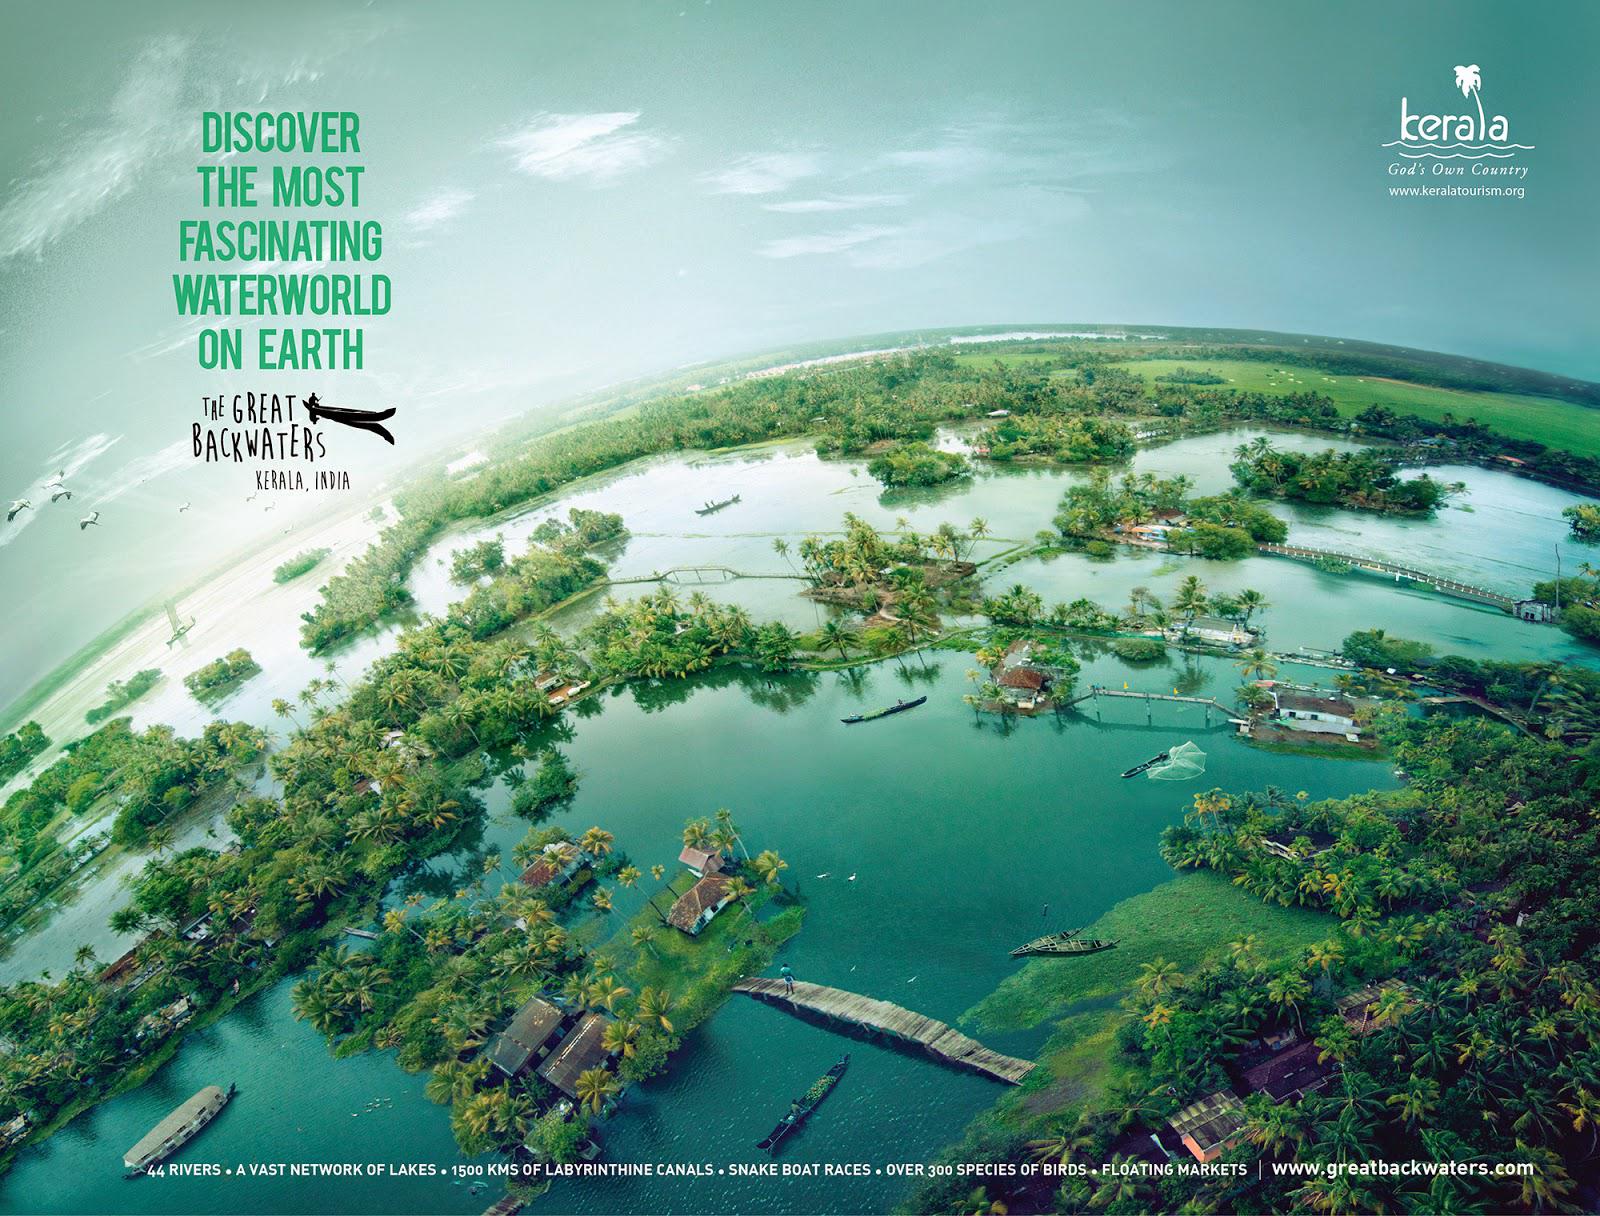 DISCOVER
THE MOST
FASCINATING
WATERWORLD
ON EARTH
THE GREAT
BACKWATERS
KERALA, INDIA
kerala
God's Own Country
www.keralatourism.org
44 RIVERS • A VAST NETWORK OF LAKES • 1500 KMS OF LABYRINTHINE CANALS • SNAKE BOAT RACES • OVER 300 SPECIES OF BIRDS • FLOATING MARKETS | www.greatbackwaters.com